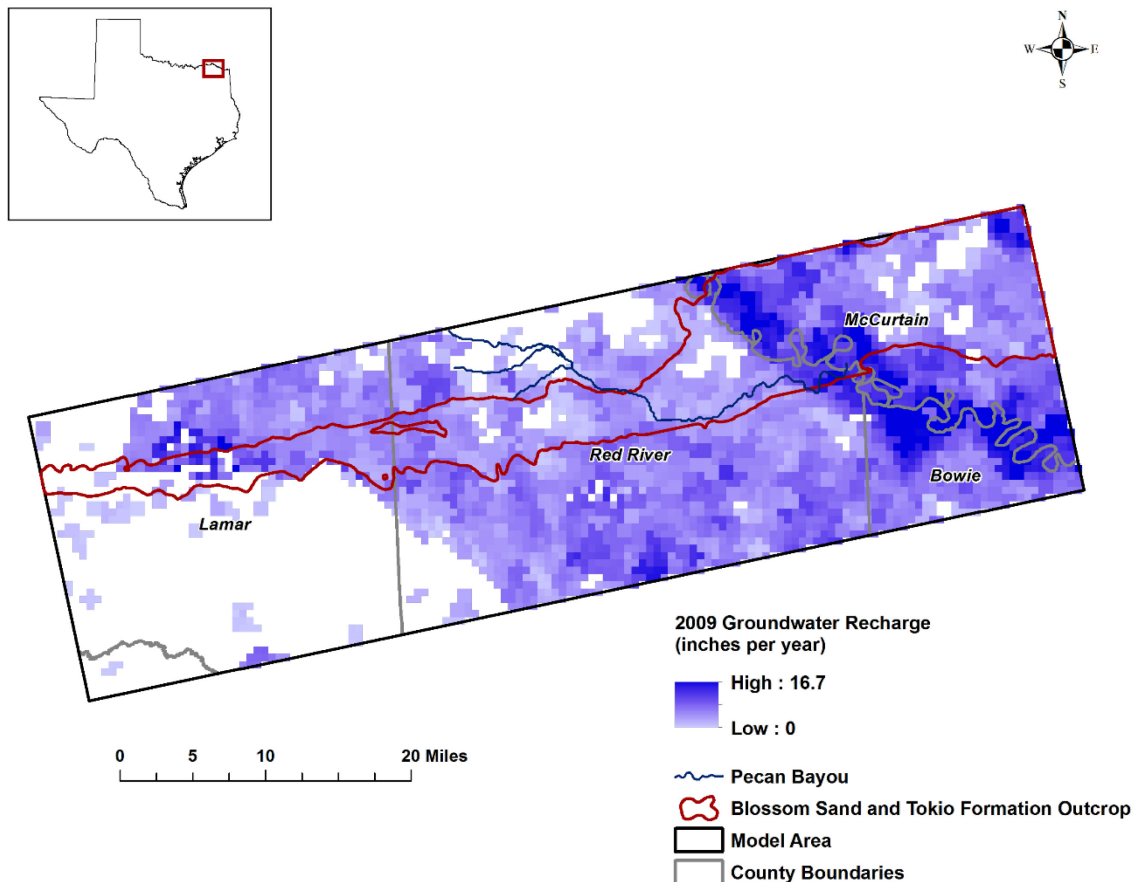 N
W E
S
McCurtain
Red River
Bowie
Lamar
2009 Groundwater Recharge
(inches per year)
High : 16.7
Low : 0
0 5 10 20 Miles
Pecan Bayou
Blossom Sand and Tokio Formation Outcrop
Model Area
County Boundaries